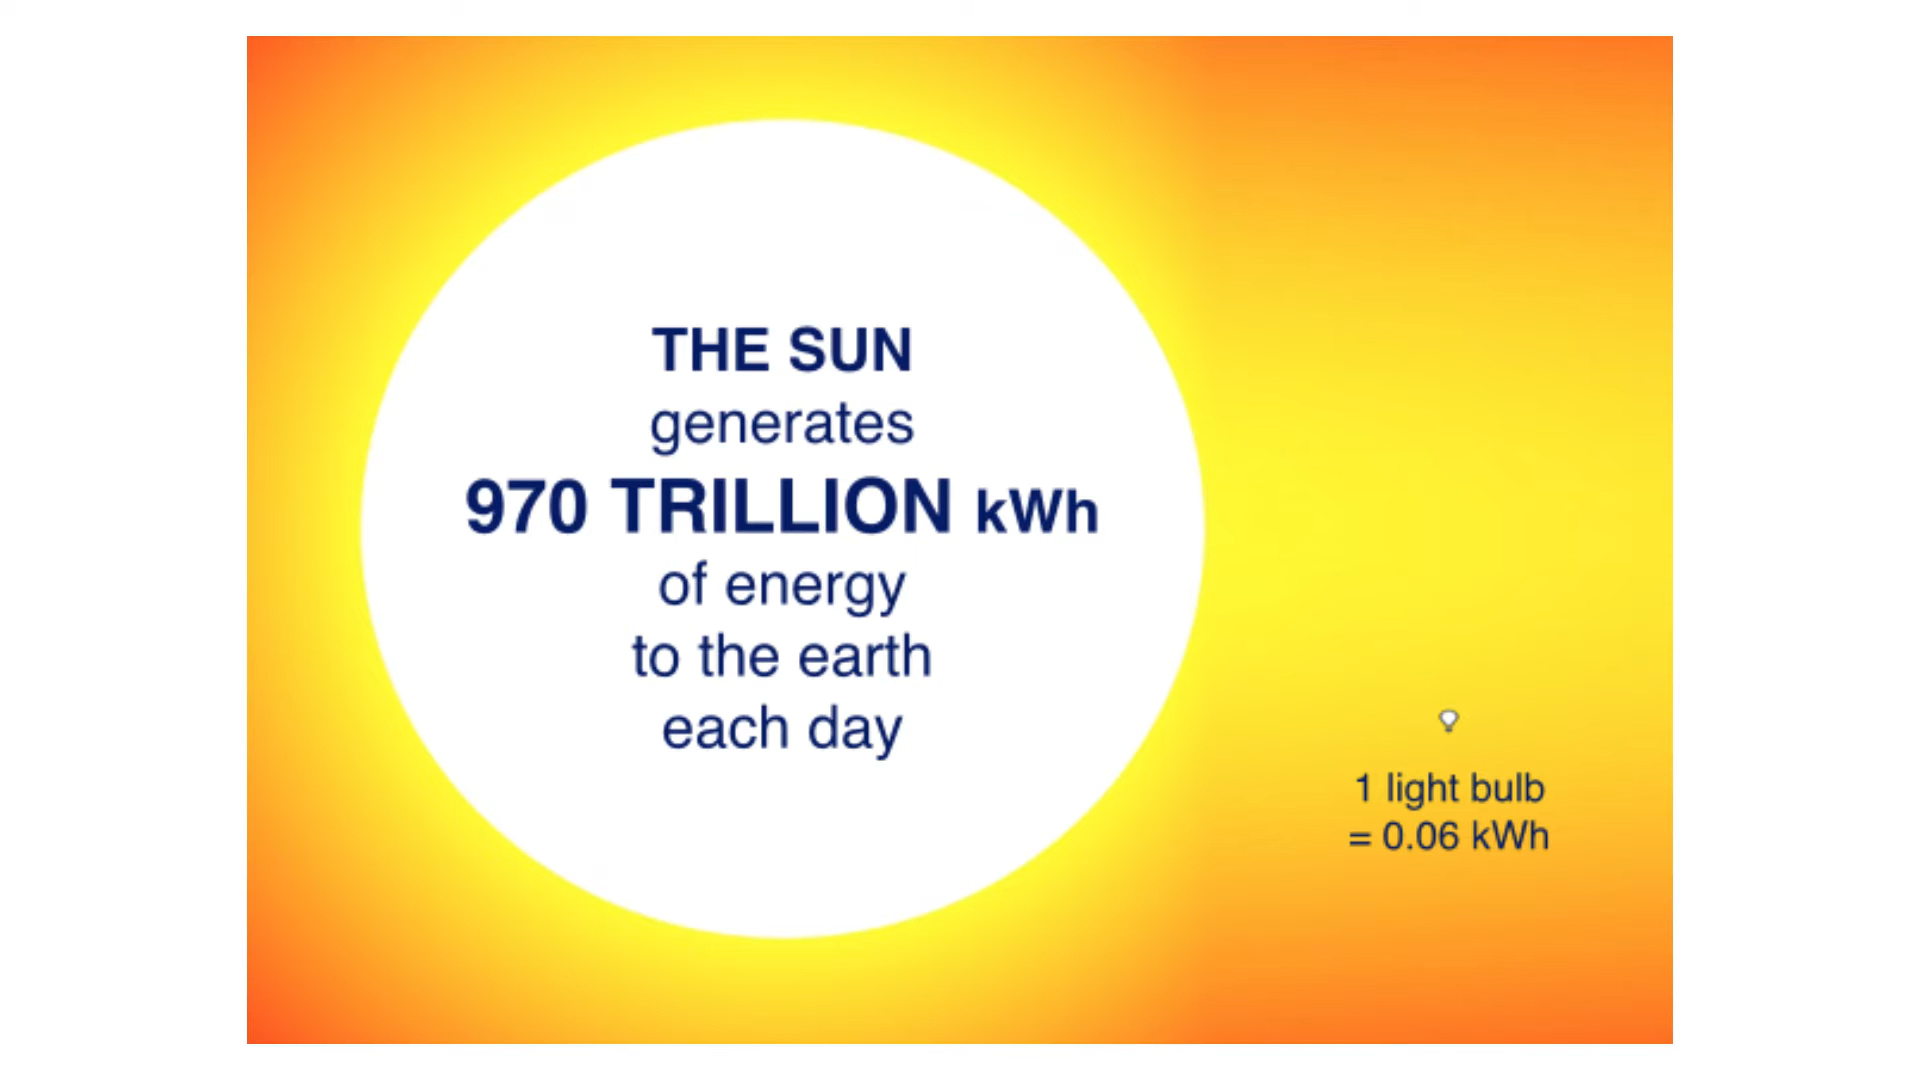 THE SUN
generates
970 TRILLION kWh
of energy
to the earth
each day
1 light bulb
= 0.06 kWh